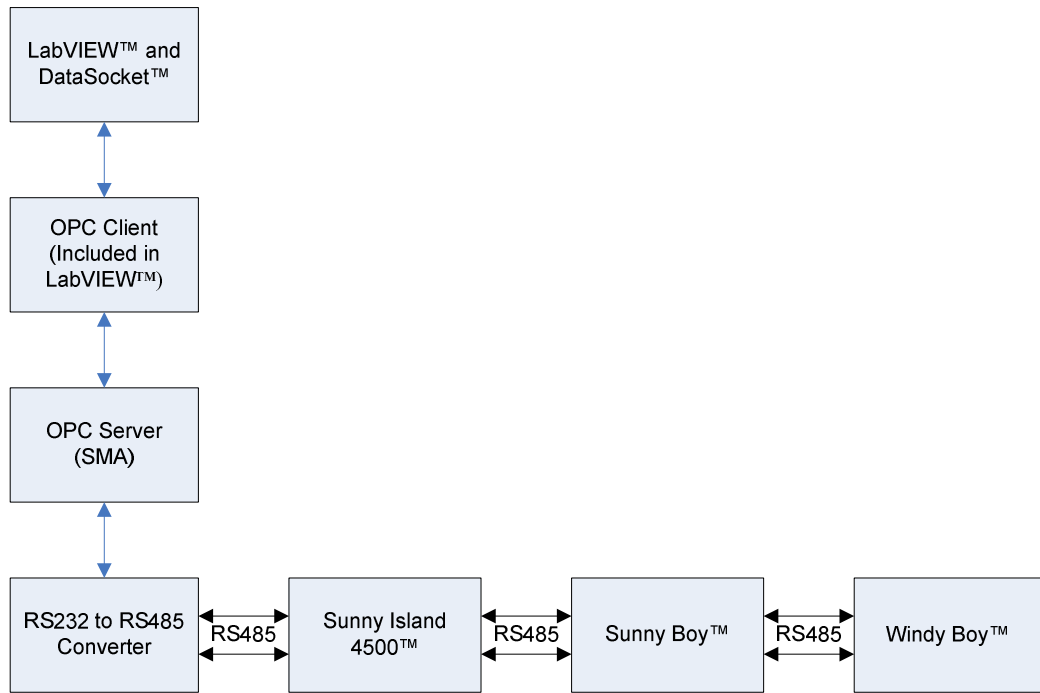 LabVIEW™ and
DataSocket™
OPC Client
(Included in
LabVIEW™)
OPC Server
(SMA)
RS232 to RS485
Converter
RS485
Sunny Island
4500™
RS485
Sunny Boy™
RS485
Windy Boy™